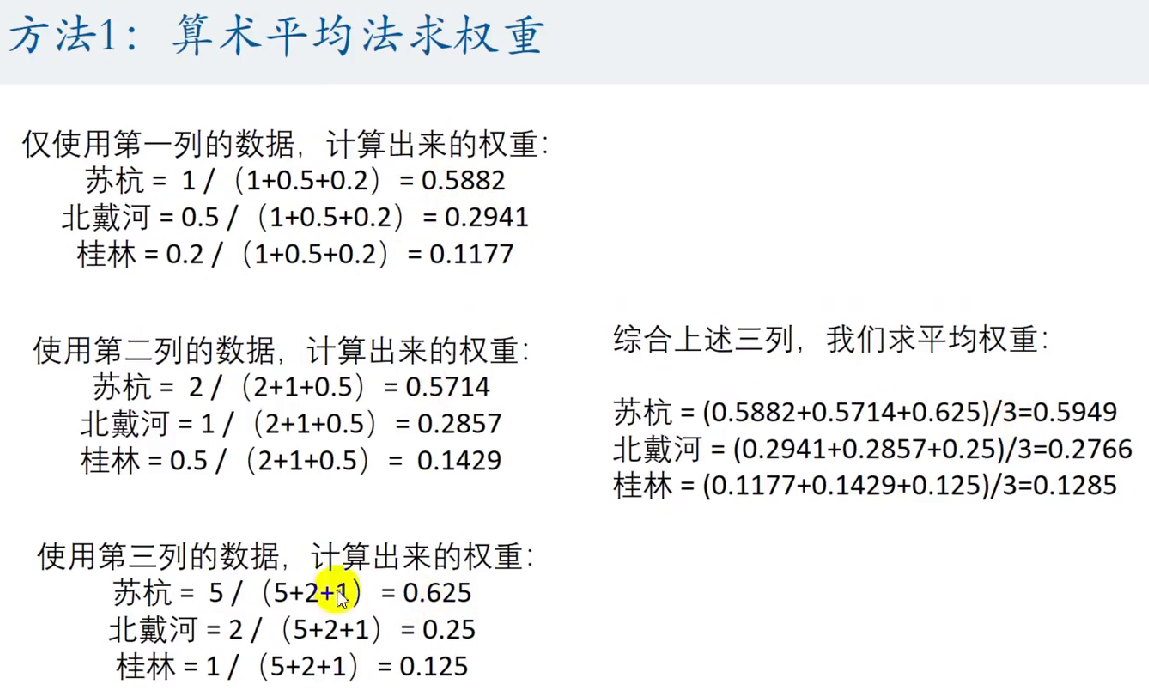 方法1：算术平均法求权重
仅使用第一列的数据，计算出来的权重：
苏杭 = 1 /（1+0.5+0.2）= 0.5882
北戴河 = 0.5 /（1+0.5+0.2）= 0.2941
桂林 = 0.2 /（1+0.5+0.2）= 0.1177
使用第二列的数据，计算出来的权重：
苏杭 = 2 /（2+1+0.5）= 0.5714
北戴河 = 1 /（2+1+0.5）= 0.2857
桂林 = 0.5 /（2+1+0.5）= 0.1429
使用第三列的数据，计算出来的权重：
苏杭 = 5 /（5+2+1）= 0.625
北戴河 = 2 /（5+2+1）= 0.25
桂林 = 1 /（5+2+1）= 0.125
综合上述三列，我们求平均权重：
苏杭 = (0.5882+0.5714+0.625)/3=0.5949
北戴河 = (0.2941+0.2857+0.25)/3=0.2766
桂林 = (0.1177+0.1429+0.125)/3=0.1285